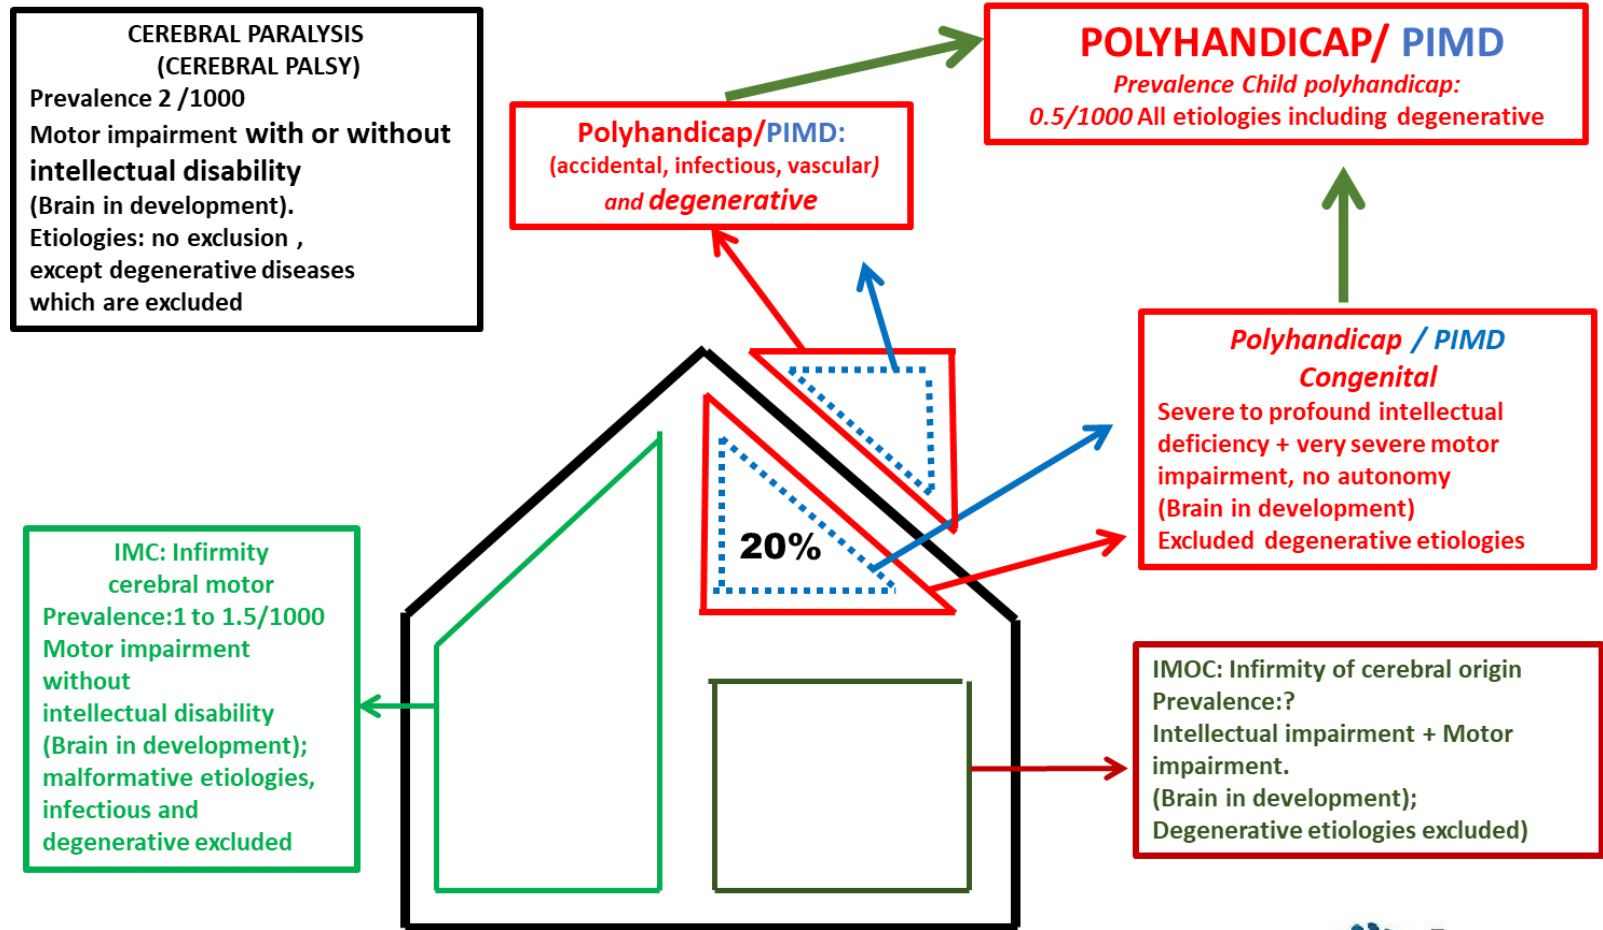 CEREBRAL PARALYSIS
(CEREBRAL PALSY)
Prevalence 2 /1000
Motor impairment with or without
intellectual disability
(Brain in development).
Etiologies: no exclusion ,
except degenerative diseases
which are excluded
Polyhandicap/PIMD:
(accidental, infectious, vascular)
and degenerative
POLYHANDICAP/ PIMD
Prevalence Child polyhandicap:
0.5/1000 All etiologies including degenerative
Polyhandicap / PIMD
Congenital
Severe to profound intellectual
deficiency + very severe motor
impairment, no autonomy
(Brain in development)
Excluded degenerative etiologies
20%
IMC: Infirmity
cerebral motor
Prevalence:1 to 1.5/1000
Motor impairment
without
intellectual disability
(Brain in development);
malformative etiologies,
infectious and
degenerative excluded
IMOC: Infirmity of cerebral origin
Prevalence:?
Intellectual impairment + Motor
impairment.
(Brain in development);
Degenerative etiologies excluded)